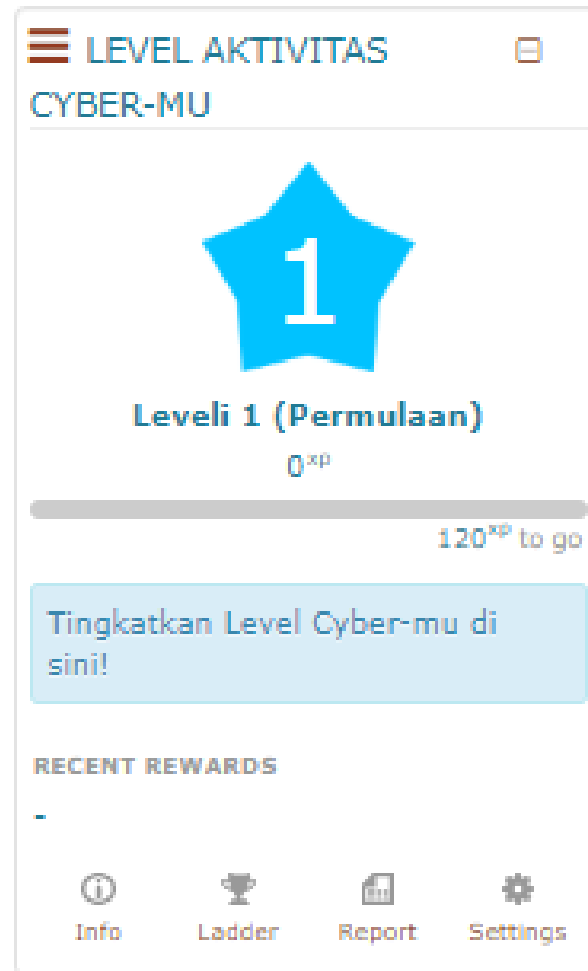 LEVEL AKTIVITAS
CYBER-MU
1
Leveli 1 (Permulaan)
0xp
120xp to go
Tingkatkan Level Cyber-mu di
sini!
RECENT REWARDS
-
Info Ladder Report Settings